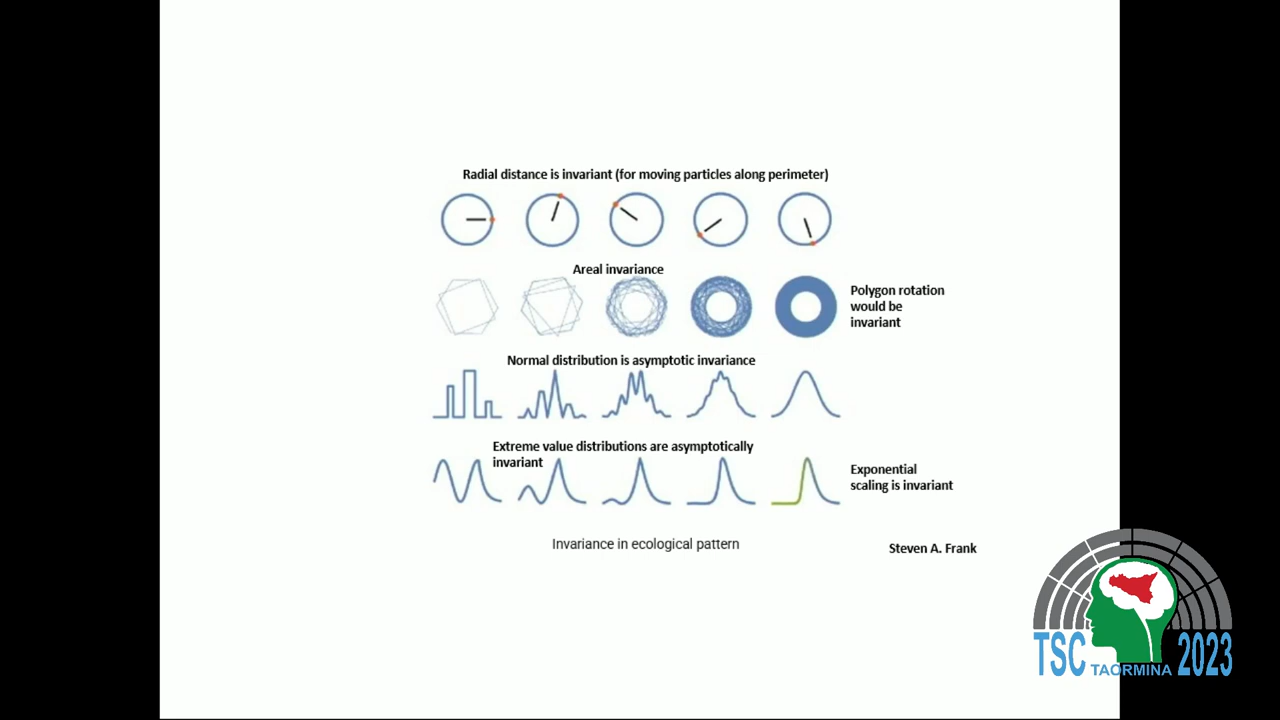 Radial distance is invariant (for moving particles along perimeter)
Areal invariance
Polygon rotation
would be
invariant
Normal distribution is asymptotic invariance
Extreme value distributions are asymptotically
invariant
Exponential
scaling is invariant
Invariance in ecological pattern
Steven A. Frank
TSC TAORMINA 2023